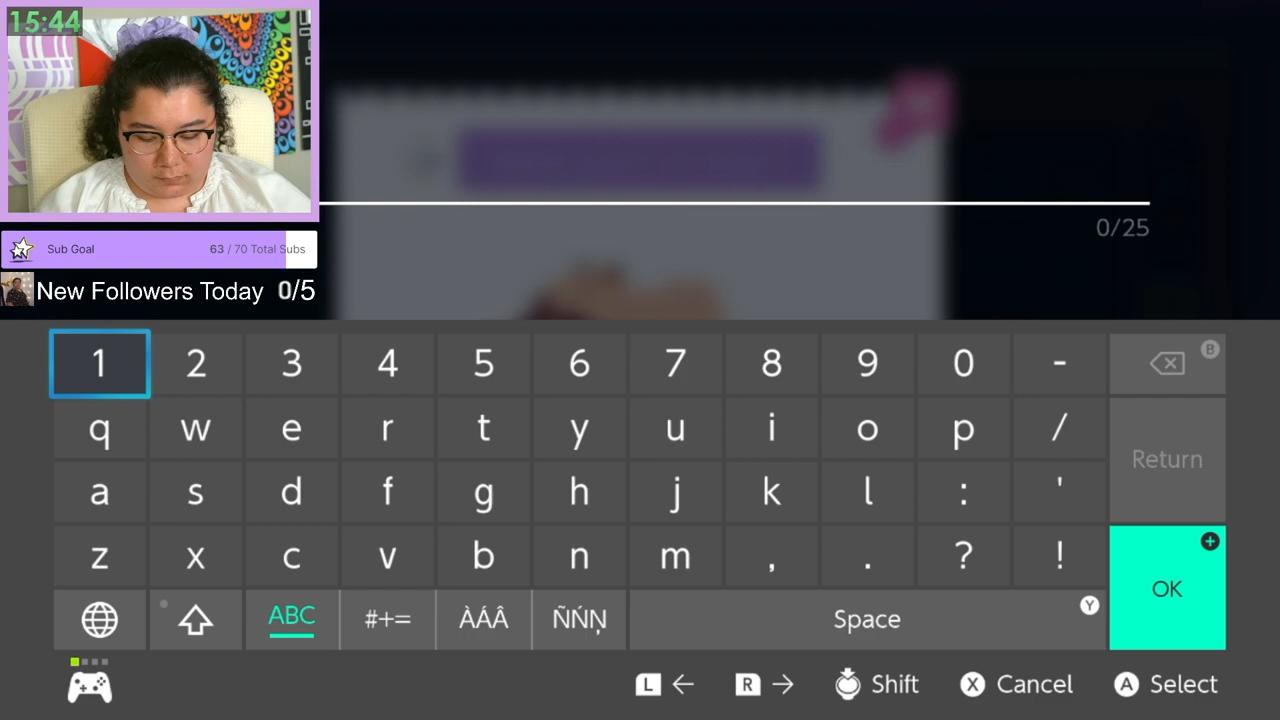 15:44
Sub Goal 63 / 70 Total Subs
New Followers Today 0/5
0/25
1 2 3 4 5 6 7 8 9 0 - B
q w e r t y u i o p /
Return
a s d f g h j k l : '
z x c v b n m , . ? ! +
OK
ABC #+= ÀÁÂ ÑŃŅ Space Y
L ← R → Shift X Cancel A Select